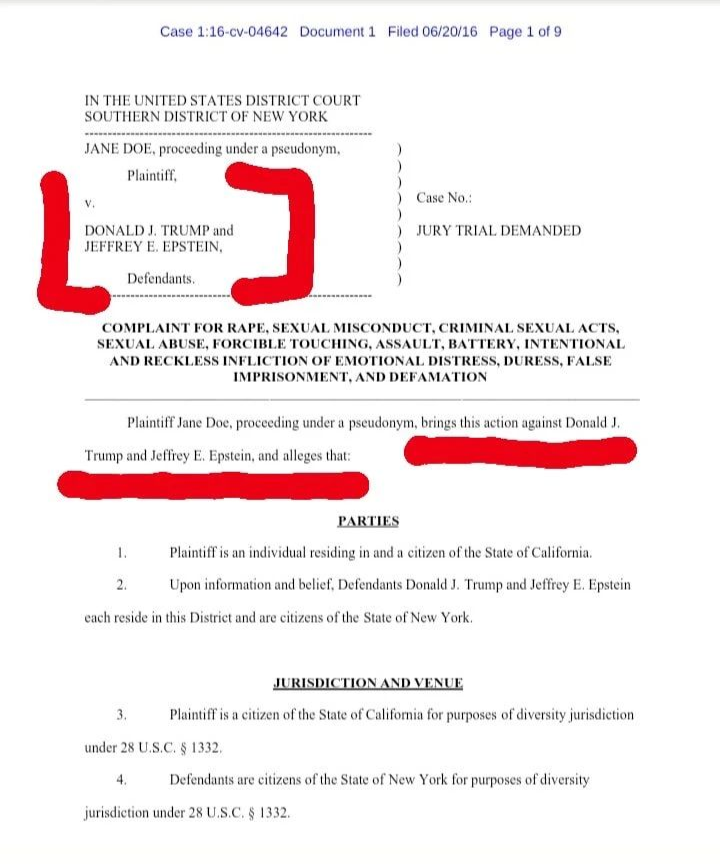 Case 1:16-cv-04642 Document 1 Filed 06/20/16 Page 1 of 9
IN THE UNITED STATES DISTRICT COURT
SOUTHERN DISTRICT OF NEW YORK
JANE DOE, proceeding under a pseudonym,
Plaintiff,
v.
Case No.:
DONALD J. TRUMP and
JURY TRIAL DEMANDED
JEFFREY E. EPSTEIN,
Defendants.
COMPLAINT FOR RAPE, SEXUAL MISCONDUCT, CRIMINAL SEXUAL ACTS,
SEXUAL ABUSE, FORCIBLE TOUCHING, ASSAULT, BATTERY, INTENTIONAL
AND RECKLESS INFLICTION OF EMOTIONAL DISTRESS, DURESS, FALSE
IMPRISONMENT, AND DEFAMATION
Plaintiff Jane Doe, proceeding under a pseudonym, brings this action against Donald J.
Trump and Jeffrey E. Epstein, and alleges that:
PARTIES
1. Plaintiff is an individual residing in and a citizen of the State of California.
2. Upon information and belief, Defendants Donald J. Trump and Jeffrey E. Epstein
each reside in this District and are citizens of the State of New York.
JURISDICTION AND VENUE
3. Plaintiff is a citizen of the State of California for purposes of diversity jurisdiction
under 28 U.S.C. § 1332.
4. Defendants are citizens of the State of New York for purposes of diversity
jurisdiction under 28 U.S.C. § 1332.